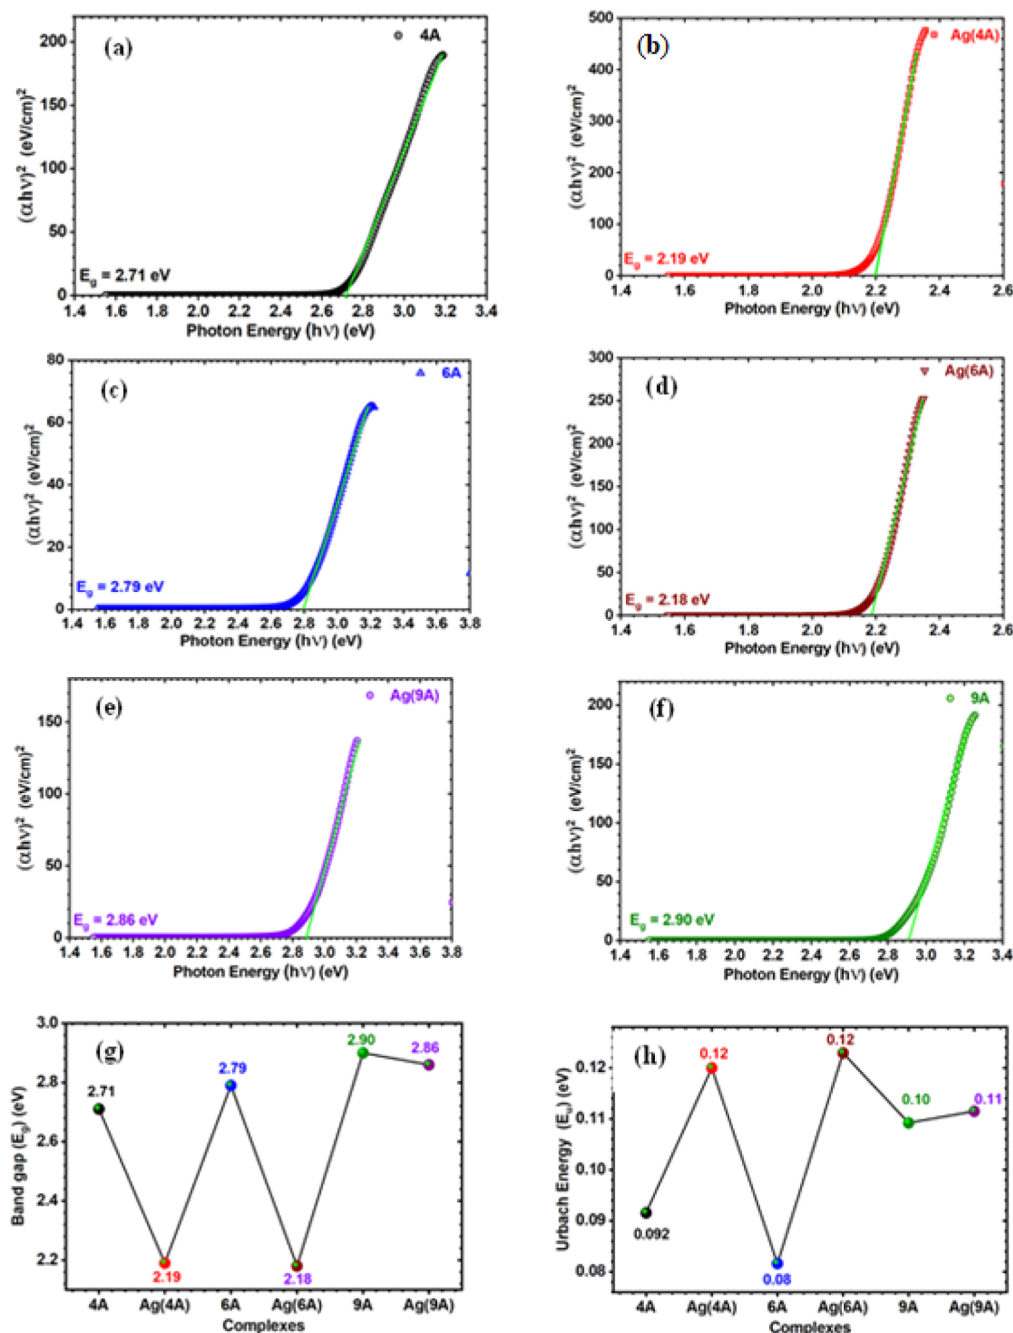 (a)
4A
200
150
100
50
0
(αhν)² (eV/cm)²
E_g = 2.71 eV
1.4 1.6 1.8 2.0 2.2 2.4 2.6 2.8 3.0 3.2 3.4
Photon Energy (hν) (eV)
(b)
Ag(4A)
500
400
300
200
100
0
(αhν)² (eV/cm)²
E_g = 2.19 eV
1.4 1.6 2.0 2.2 2.4 2.6
Photon Energy (hν) (eV)
(c)
6A
80
60
40
20
0
(αhν)² (eV/cm)²
E_g = 2.79 eV
1.4 1.6 1.8 2.0 2.2 2.4 2.6 2.8 3.0 3.2 3.4 3.6 3.8
Photon Energy (hν) (eV)
(d)
Ag(6A)
300
250
200
150
100
50
0
(αhν)² (eV/cm)²
E_g = 2.18 eV
1.4 1.6 2.0 2.2 2.4 2.6
Photon Energy (hν) (eV)
(e)
Ag(9A)
150
100
50
0
(αhν)² (eV/cm)²
E_g = 2.86 eV
1.4 1.6 1.8 2.0 2.2 2.4 2.6 2.8 3.0 3.2 3.4 3.6 3.8
Photon Energy (hν) (eV)
(f)
9A
200
150
100
50
0
(αhν)² (eV/cm)²
E_g = 2.90 eV
1.4 1.6 1.8 2.0 2.2 2.4 2.6 2.8 3.0 3.2 3.4
Photon Energy (hν) (eV)
(g)
3.0
2.8
2.6
2.4
2.2
Band gap (E_g) (eV)
2.71
2.19
2.79
2.18
2.90
2.86
4A Ag(4A) 6A Ag(6A) 9A Ag(9A)
Complexes
(h)
0.12
0.11
0.10
0.09
0.08
Urbach Energy (E_u) (eV)
0.092
0.12
0.08
0.12
0.10
0.11
4A Ag(4A) 6A Ag(6A) 9A Ag(9A)
Complexes